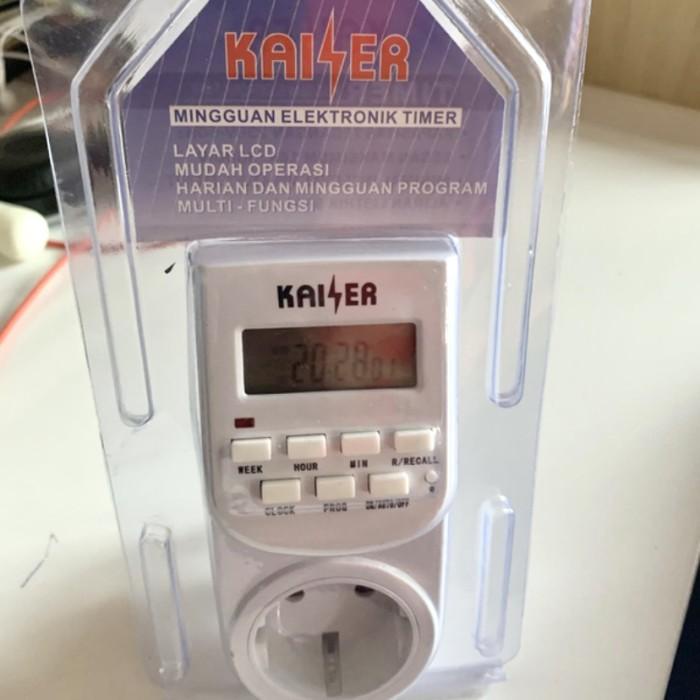 KAISER
MINGGUAN ELEKTRONIK TIMER
LAYAR LCD
MUDAH OPERASI
HARIAN DAN MINGGUAN PROGRAM
MULTI - FUNGSI
KAISER
20:28 01
WEEK HOUR MIN R/RECALL
CLOCK PROG ON/AUTO/OFF
R